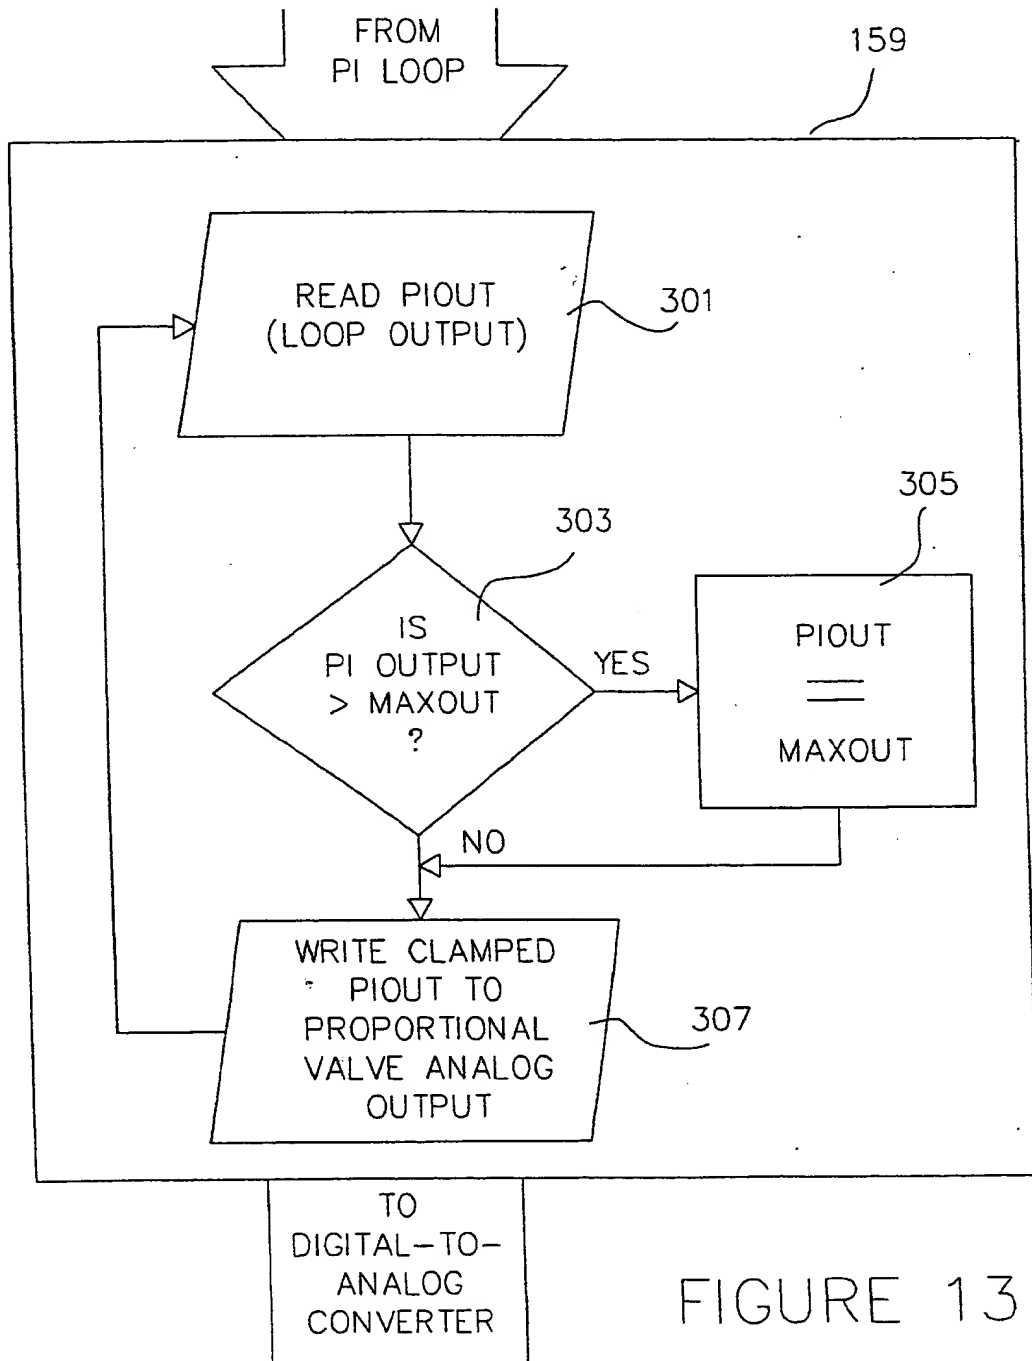 FROM
PI LOOP
159
READ PIOUT
(LOOP OUTPUT)
301
303
305
IS
PI OUTPUT
> MAXOUT
?
YES
PIOUT
=
MAXOUT
NO
WRITE CLAMPED
PIOUT TO
PROPORTIONAL
VALVE ANALOG
OUTPUT
307
TO
DIGITAL-TO-
ANALOG
CONVERTER
FIGURE 13